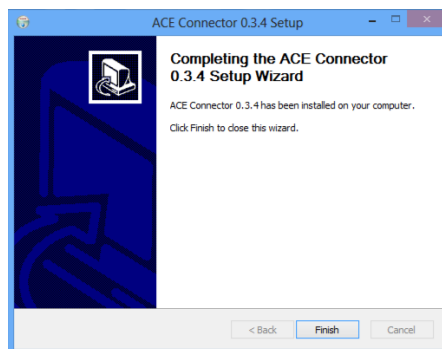 ACE Connector 0.3.4 Setup
Completing the ACE Connector
0.3.4 Setup Wizard
ACE Connector 0.3.4 has been installed on your computer.
Click Finish to close this wizard.
< Back
Finish
Cancel